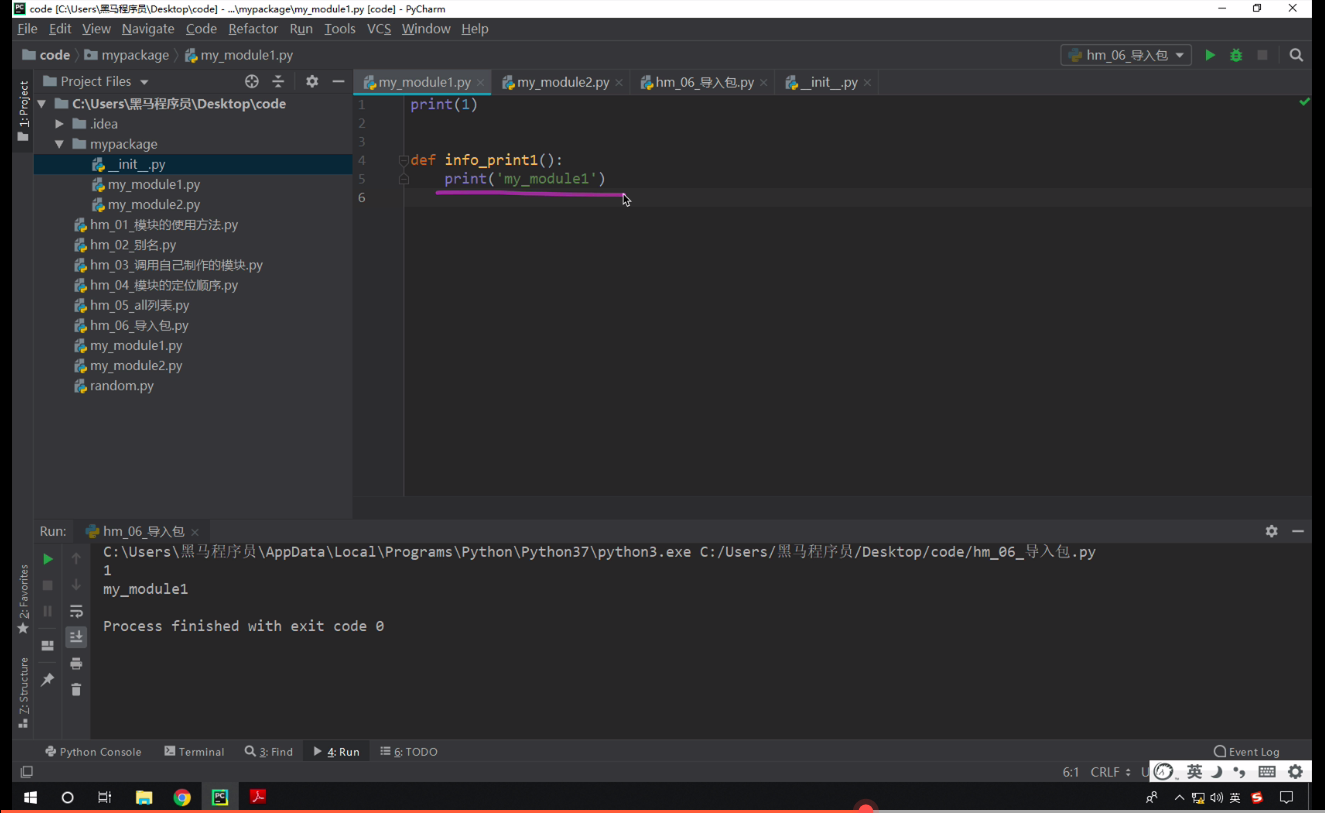 code [C:\Users\黑马程序员\Desktop\code] - ...\mypackage\my_module1.py [code] - PyCharm
File Edit View Navigate Code Refactor Run Tools VCS Window Help
code mypackage my_module1.py hm_06_导入包
1: Project
Project Files
my_module1.py my_module2.py hm_06_导入包.py __init__.py
C:\Users\黑马程序员\Desktop\code
.idea
mypackage
__init__.py
my_module1.py
my_module2.py
hm_01_模块的使用方法.py
hm_02_别名.py
hm_03_调用自己制作的模块.py
hm_04_模块的定位顺序.py
hm_05_all列表.py
hm_06_导入包.py
my_module1.py
my_module2.py
random.py
1 print(1)
2
3
4 def info_print1():
5 print('my_module1')
6
Run: hm_06_导入包
C:\Users\黑马程序员\AppData\Local\Programs\Python\Python37\python3.exe C:/Users/黑马程序员/Desktop/code/hm_06_导入包.py
1
my_module1
Process finished with exit code 0
2: Favorites
Z: Structure
Python Console Terminal 3: Find 4: Run 6: TODO Event Log
6:1 CRLF U 英
英